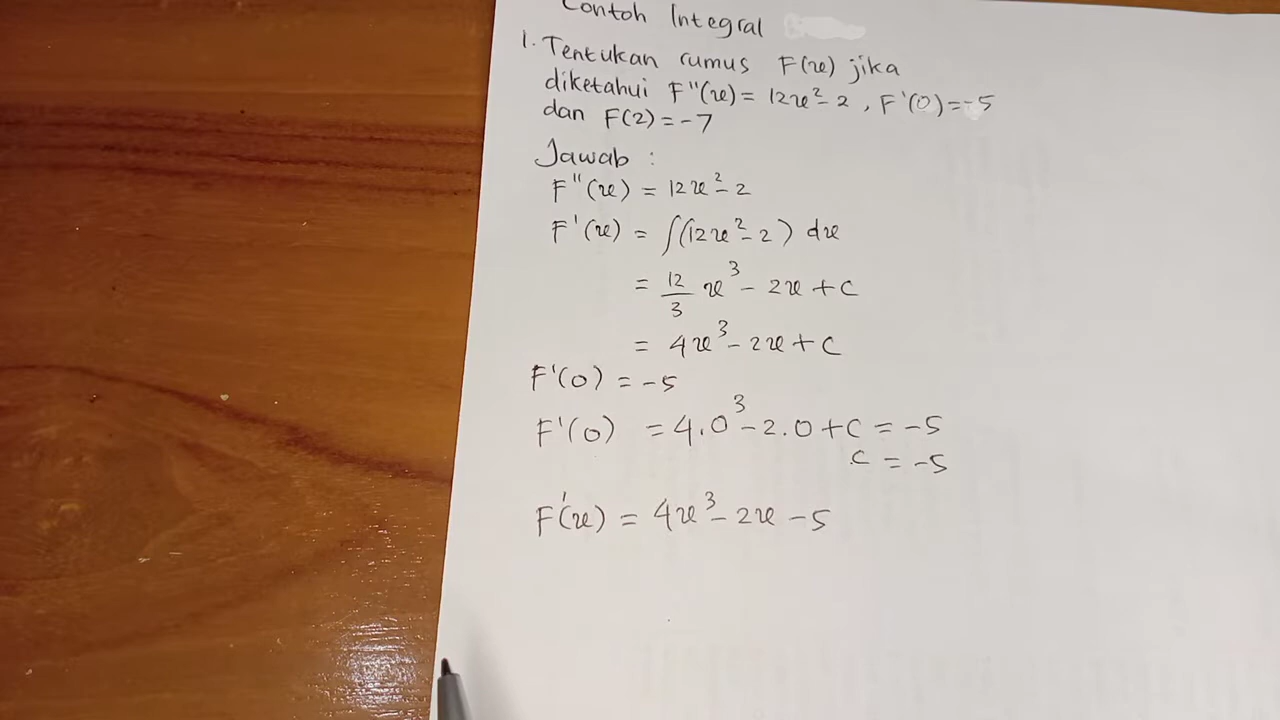 Contoh Integral
1. Tentukan rumus F(x) jika
diketahui F''(x) = 12x² - 2, F'(0) = -5
dan F(2) = -7
Jawab :
F''(x) = 12x² - 2
F'(x) = ∫(12x² - 2) dx
= 12/3 x³ - 2x + C
= 4x³ - 2x + C
F'(0) = -5
F'(0) = 4.0³ - 2.0 + C = -5
C = -5
F'(x) = 4x³ - 2x - 5